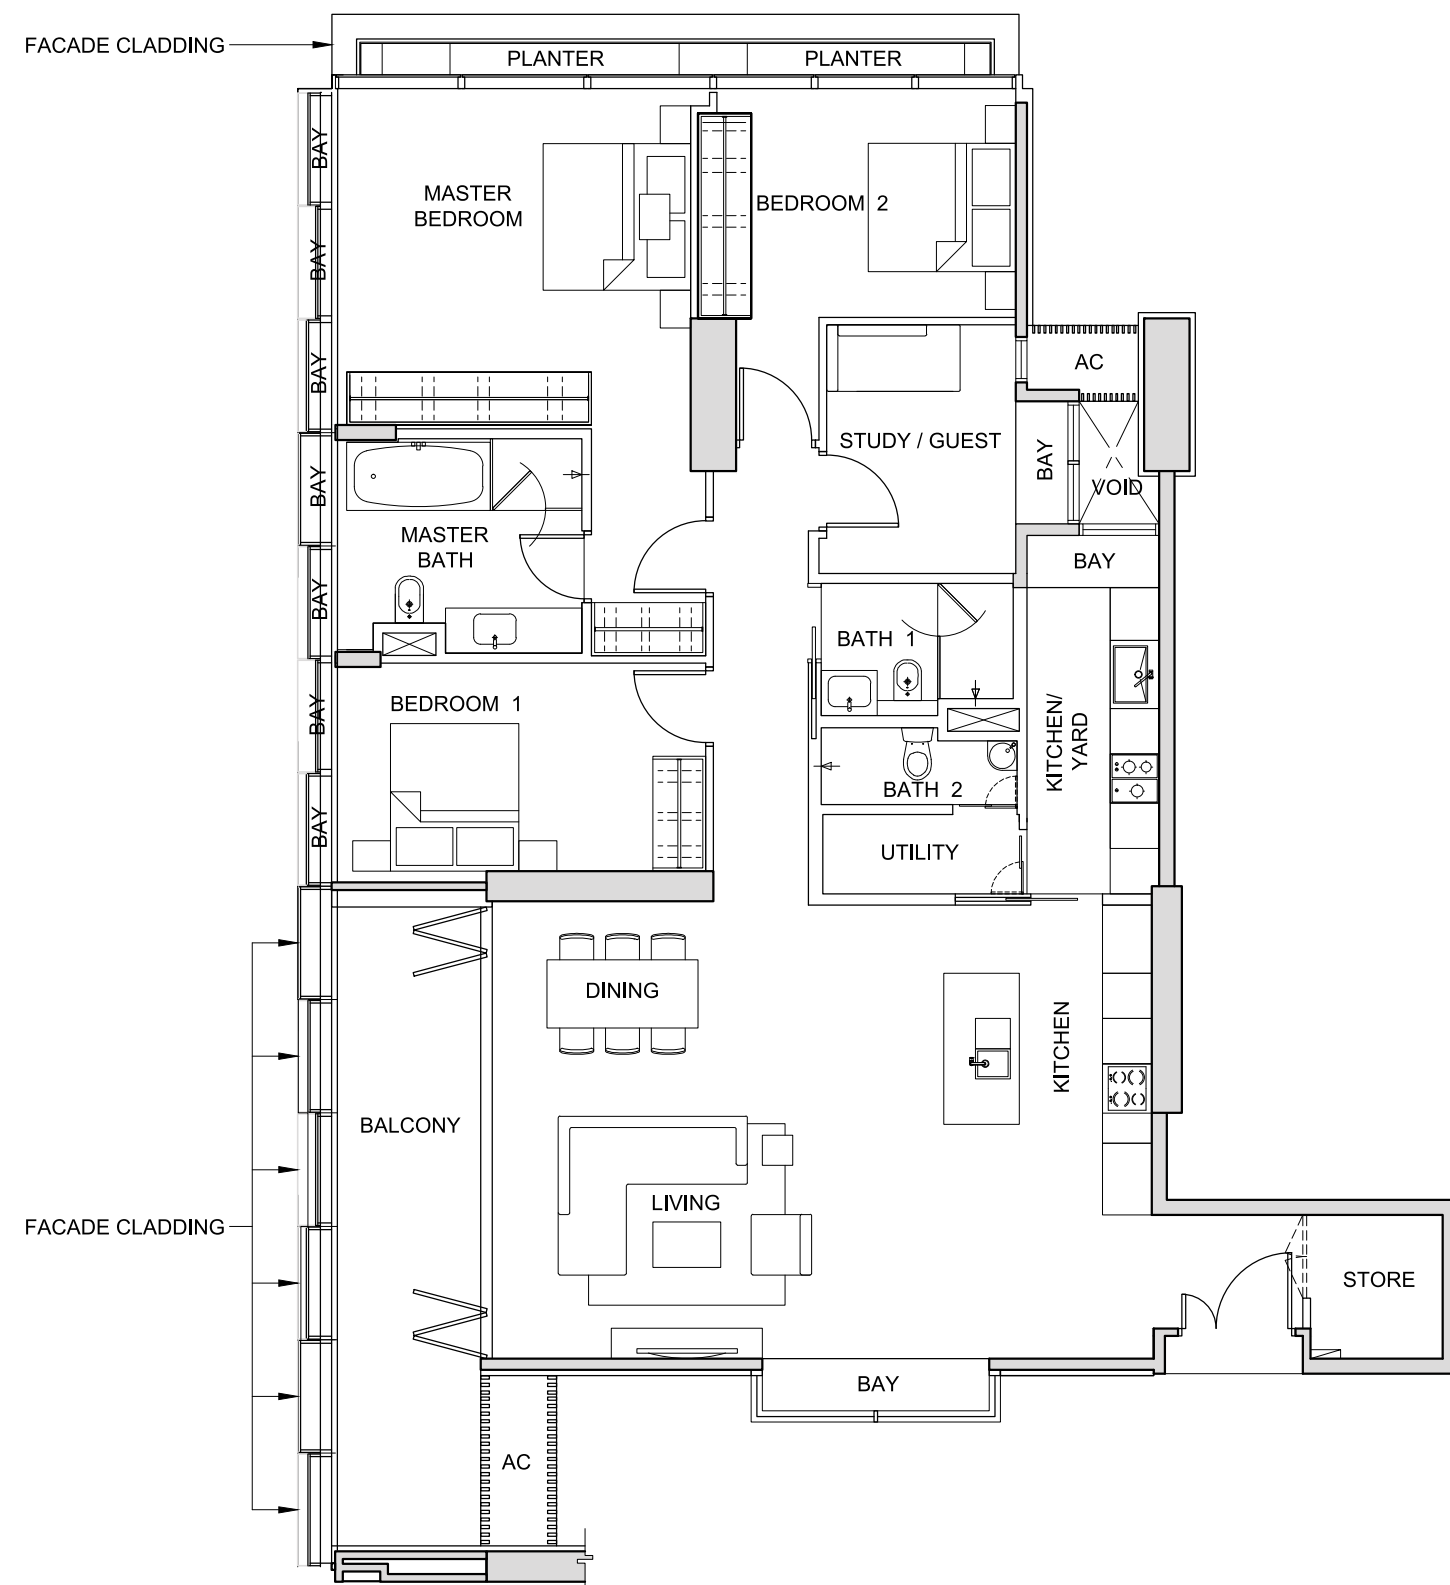 FACADE CLADDING
PLANTER
PLANTER
BAY
MASTER
BEDROOM
BEDROOM 2
BAY
BAY
AC
STUDY / GUEST
BAY
VOID
BAY
MASTER
BATH
BAY
BAY
BATH 1
BEDROOM 1
BAY
KITCHEN/
YARD
BATH 2
BAY
UTILITY
DINING
KITCHEN
BALCONY
LIVING
FACADE CLADDING
STORE
BAY
AC